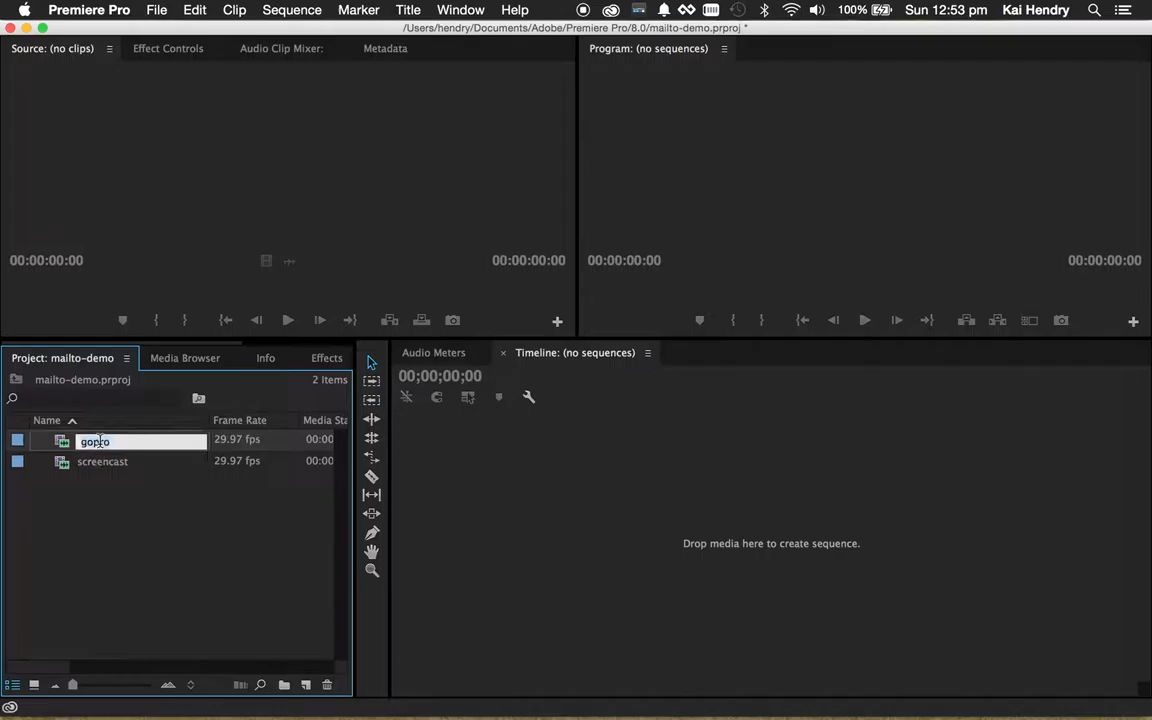 Premiere Pro File Edit Clip Sequence Marker Title Window Help 100% Sun 12:53 pm Kai Hendry
/Users/hendry/Documents/Adobe/Premiere Pro/8.0/mailto-demo.prproj *
Source: (no clips) Effect Controls Audio Clip Mixer: Metadata Program: (no sequences)
00:00:00:00 00:00:00:00 00:00:00:00 00:00:00:00
Project: mailto-demo Media Browser Info Effects Audio Meters Timeline: (no sequences)
mailto-demo.prproj 2 Items 00;00;00;00
Name Frame Rate Media Sta
gopro 29.97 fps 00:00
screencast 29.97 fps 00:00
Drop media here to create sequence.